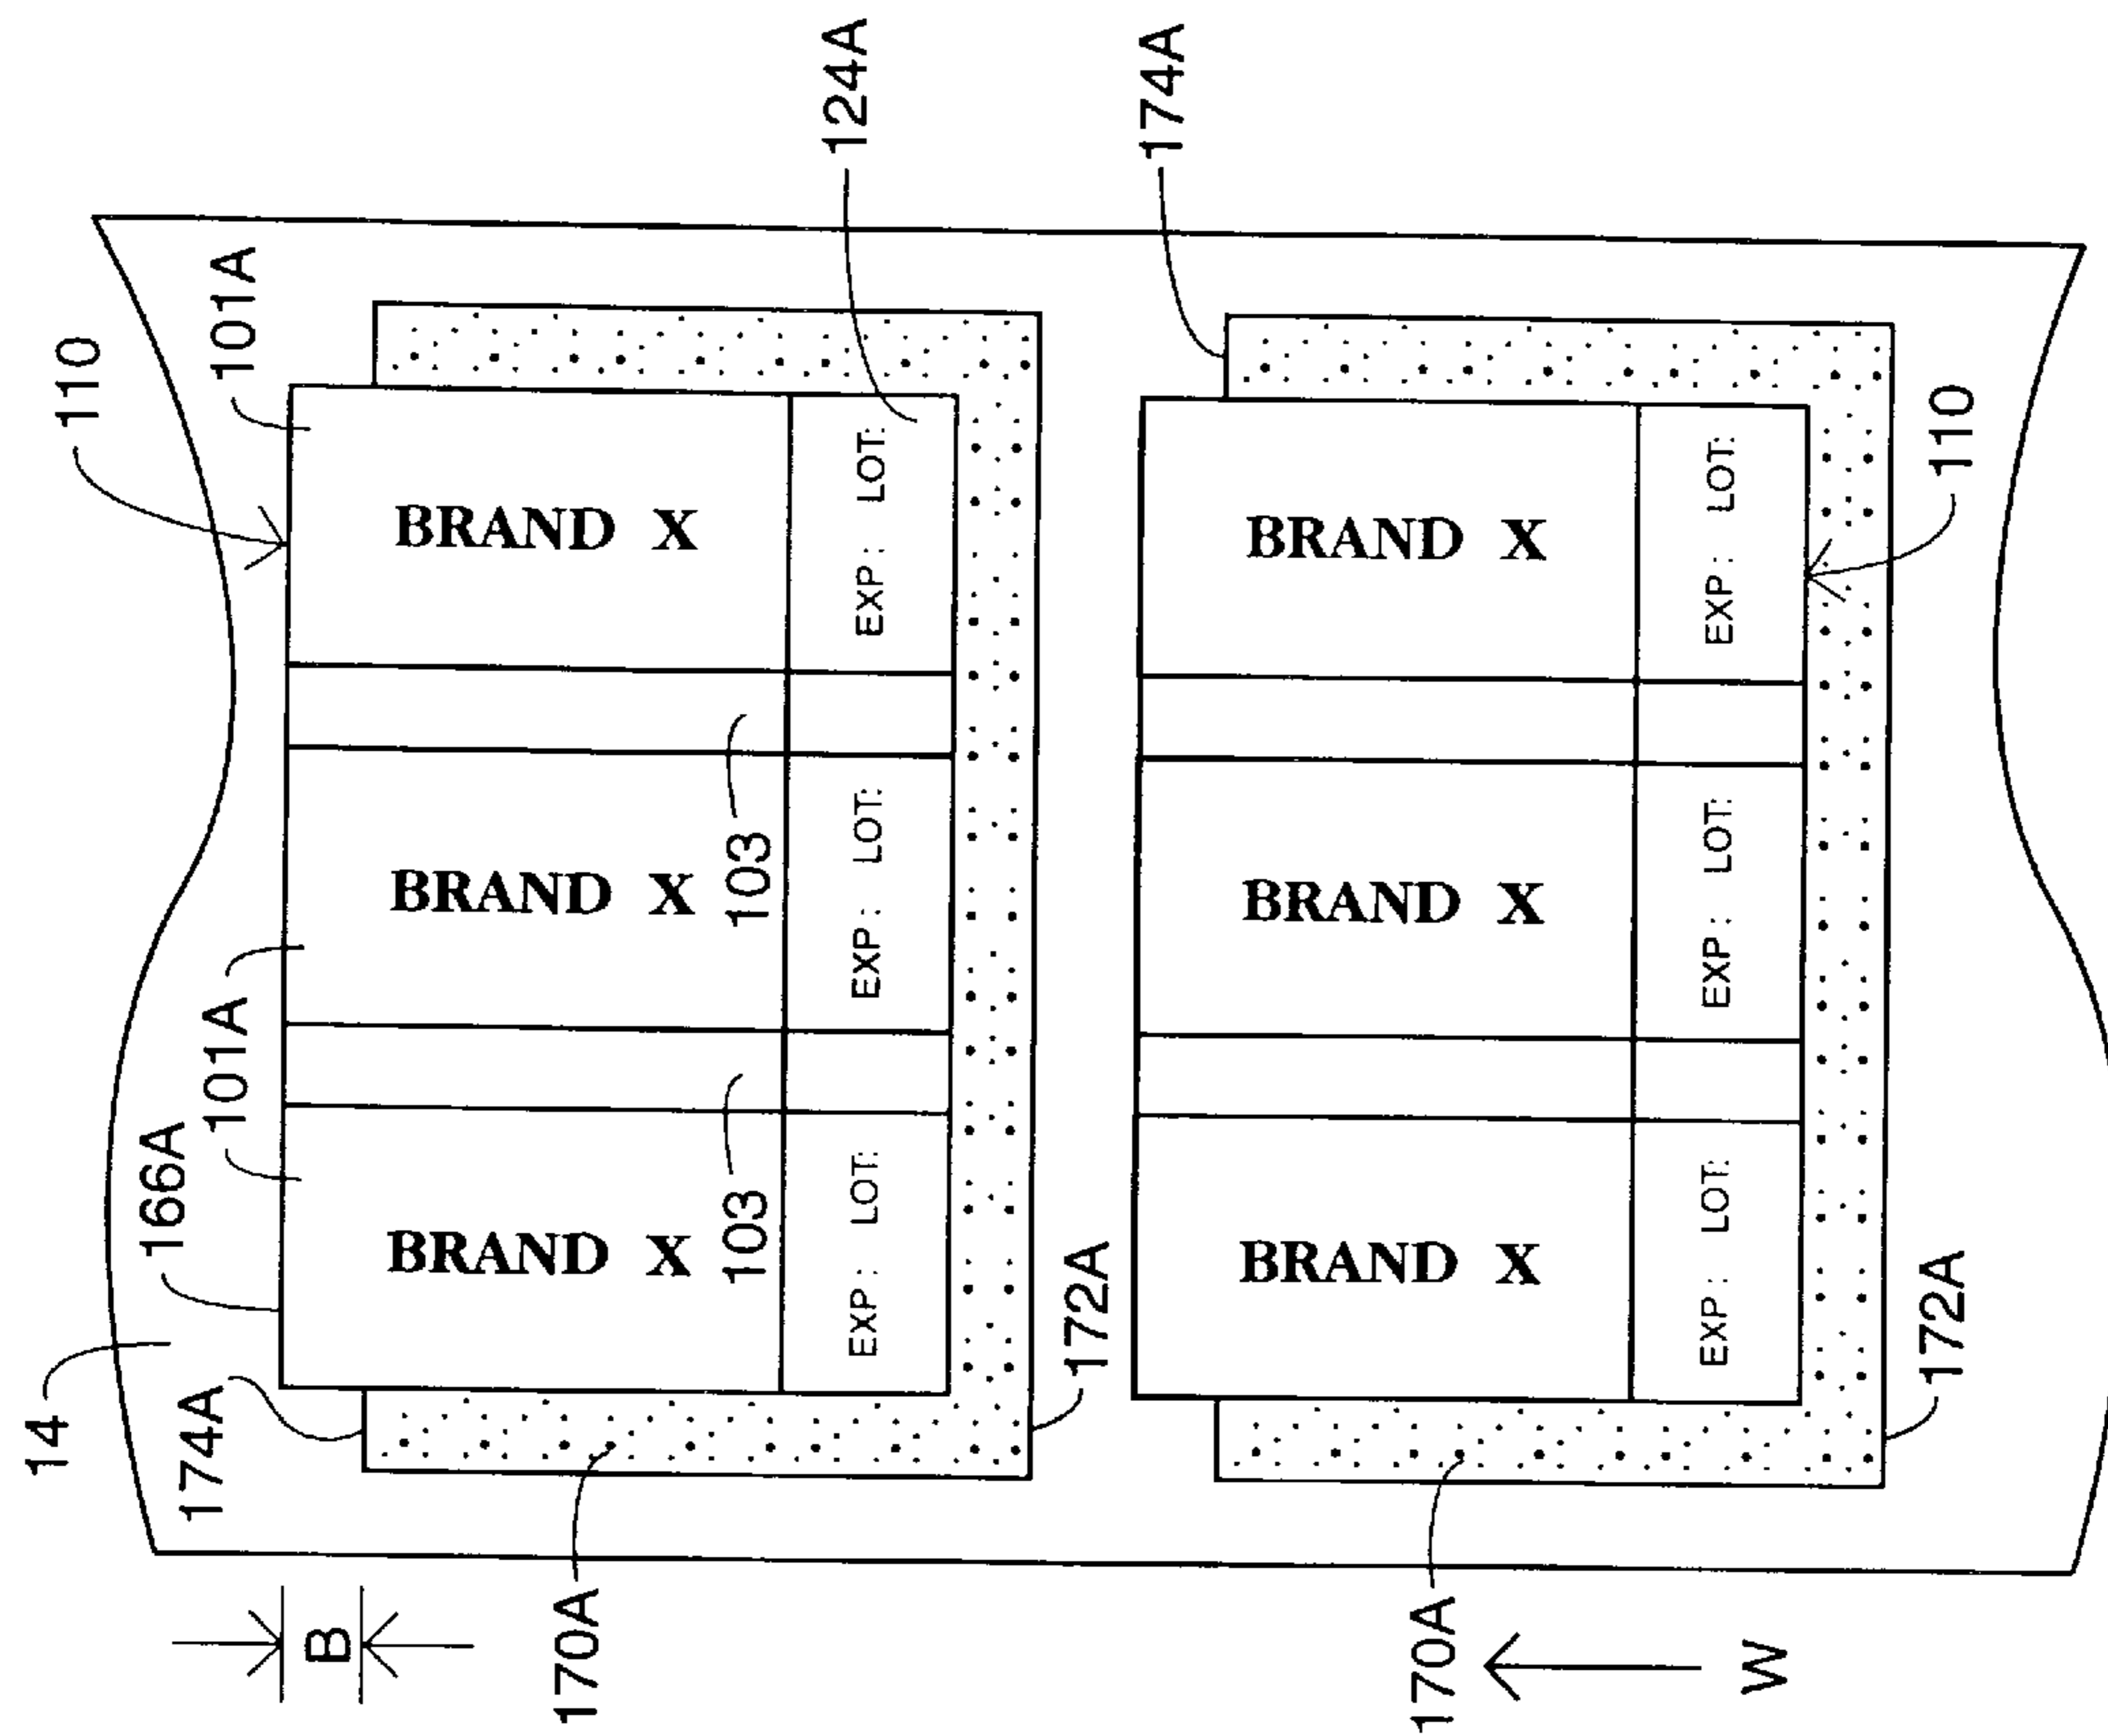 110
101A
124A
174A
BRAND X
EXP: LOT:
103
101A
BRAND X
EXP: LOT:
103
101A
166A
BRAND X
EXP: LOT:
14
174A
170A
172A
B
BRAND X
EXP: LOT:
110
BRAND X
EXP: LOT:
BRAND X
EXP: LOT:
172A
170A
W